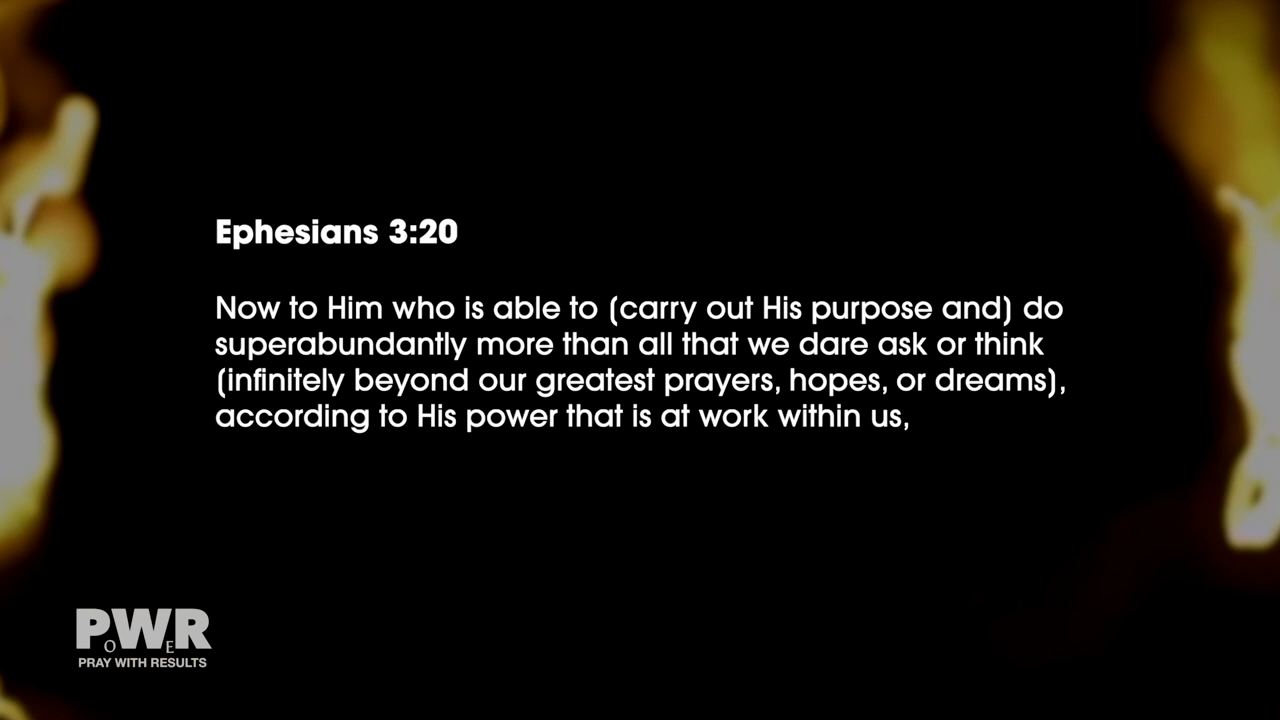 Ephesians 3:20
Now to Him who is able to (carry out His purpose and) do
superabundantly more than all that we dare ask or think
(infinitely beyond our greatest prayers, hopes, or dreams),
according to His power that is at work within us,
PoWER
PRAY WITH RESULTS